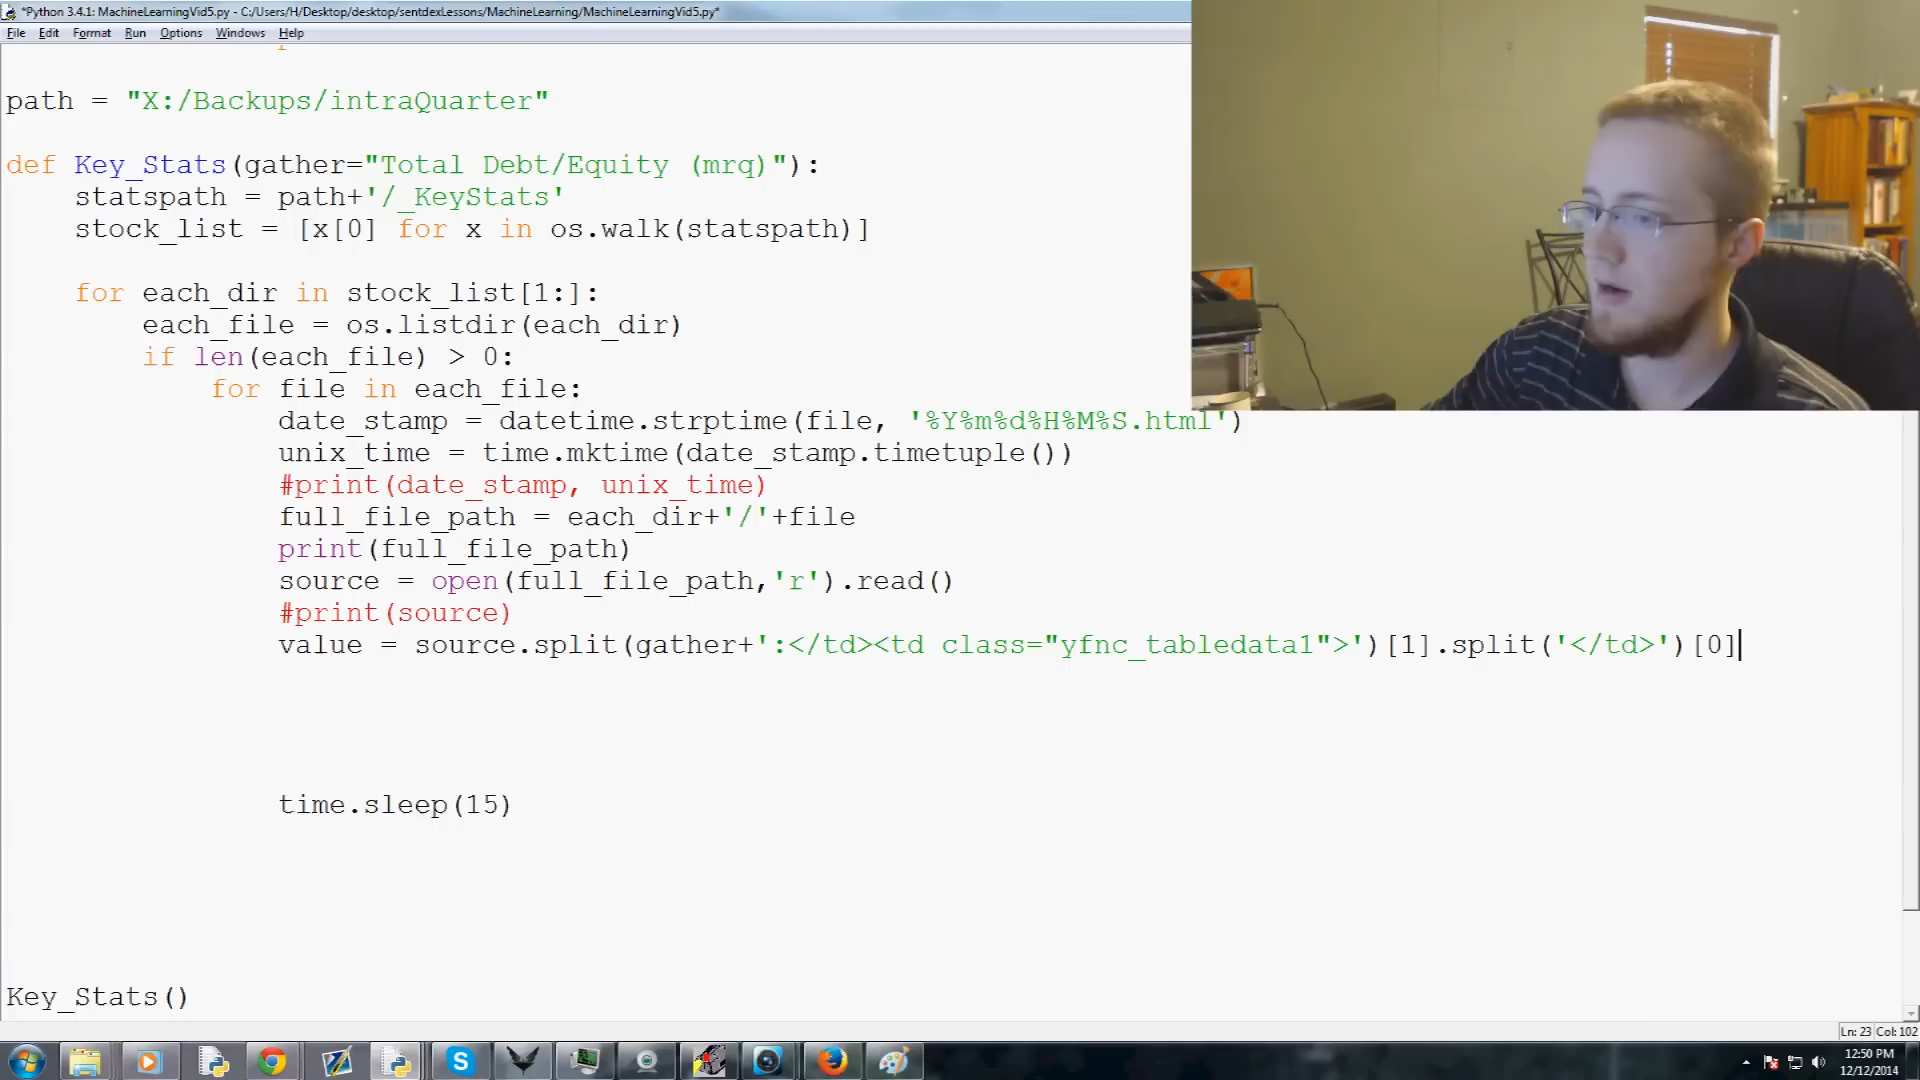 *Python 3.4.1: MachineLearningVid5.py - C:/Users/H/Desktop/desktop/sentdexLessons/MachineLearning/MachineLearningVid5.py*
File Edit Format Run Options Windows Help
path = "X:/Backups/intraQuarter"
def Key_Stats(gather="Total Debt/Equity (mrq)"):
statspath = path+'/_KeyStats'
stock_list = [x[0] for x in os.walk(statspath)]
for each_dir in stock_list[1:]:
each_file = os.listdir(each_dir)
if len(each_file) > 0:
for file in each_file:
date_stamp = datetime.strptime(file, '%Y%m%d%H%M%S.html')
unix_time = time.mktime(date_stamp.timetuple())
#print(date_stamp, unix_time)
full_file_path = each_dir+'/'+file
print(full_file_path)
source = open(full_file_path,'r').read()
#print(source)
value = source.split(gather+':</td><td class="yfnc_tabledata1">')[1].split('</td>')[0]
time.sleep(15)
Key_Stats()
Ln: 23 Col: 102
12:50 PM
12/12/2014